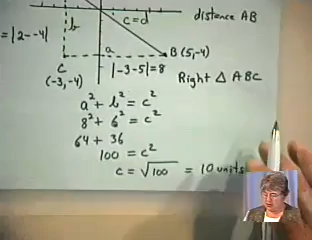 c=d
distance AB
b
= |2--4|
a
B (5,-4)
C
|-3-5|=8
(-3,-4)
Right △ ABC
a² + b² = c²
8² + 6² = c²
64 + 36
100 = c²
c = √100 = 10 units